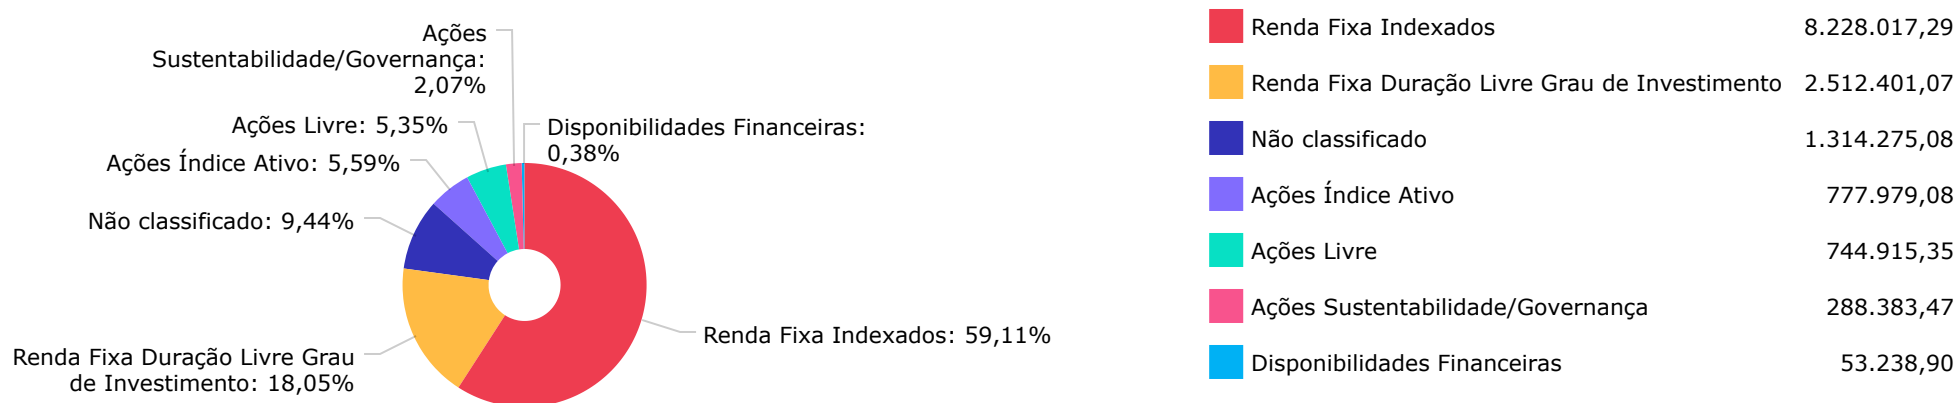 Ações
Sustentabilidade/Governança:
2,07%
Ações Livre: 5,35%
Disponibilidades Financeiras:
0,38%
Ações Índice Ativo: 5,59%
Não classificado: 9,44%
Renda Fixa Indexados: 59,11%
Renda Fixa Duração Livre Grau
de Investimento: 18,05%
Renda Fixa Indexados 8.228.017,29
Renda Fixa Duração Livre Grau de Investimento 2.512.401,07
Não classificado 1.314.275,08
Ações Índice Ativo 777.979,08
Ações Livre 744.915,35
Ações Sustentabilidade/Governança 288.383,47
Disponibilidades Financeiras 53.238,90